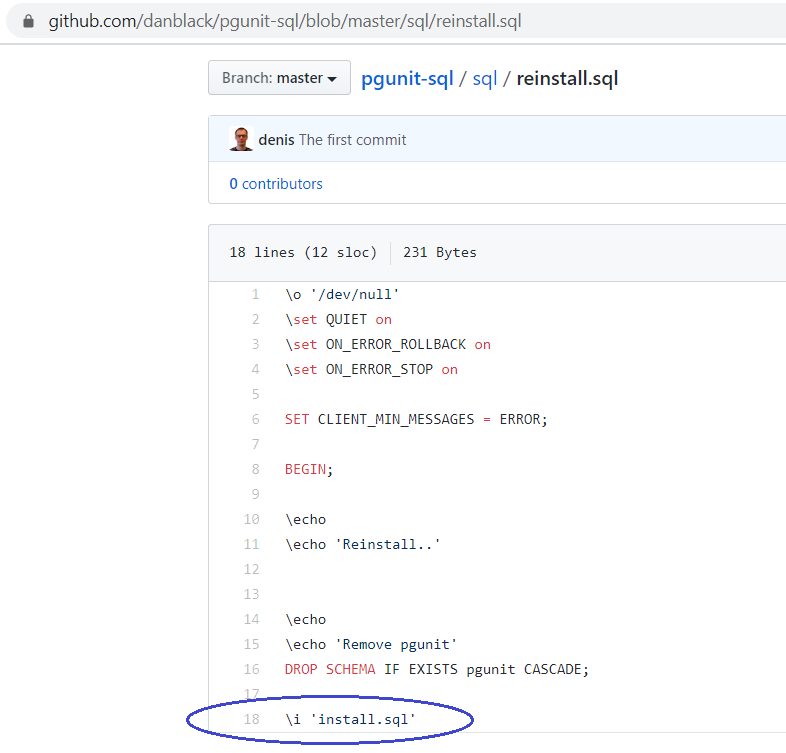 github.com/danblack/pgunit-sql/blob/master/sql/reinstall.sql
Branch: master pgunit-sql / sql / reinstall.sql
denis The first commit
0 contributors
18 lines (12 sloc) 231 Bytes
1 \o '/dev/null'
2 \set QUIET on
3 \set ON_ERROR_ROLLBACK on
4 \set ON_ERROR_STOP on
5
6 SET CLIENT_MIN_MESSAGES = ERROR;
7
8 BEGIN;
9
10 \echo
11 \echo 'Reinstall..'
12
13
14 \echo
15 \echo 'Remove pgunit'
16 DROP SCHEMA IF EXISTS pgunit CASCADE;
17
18 \i 'install.sql'